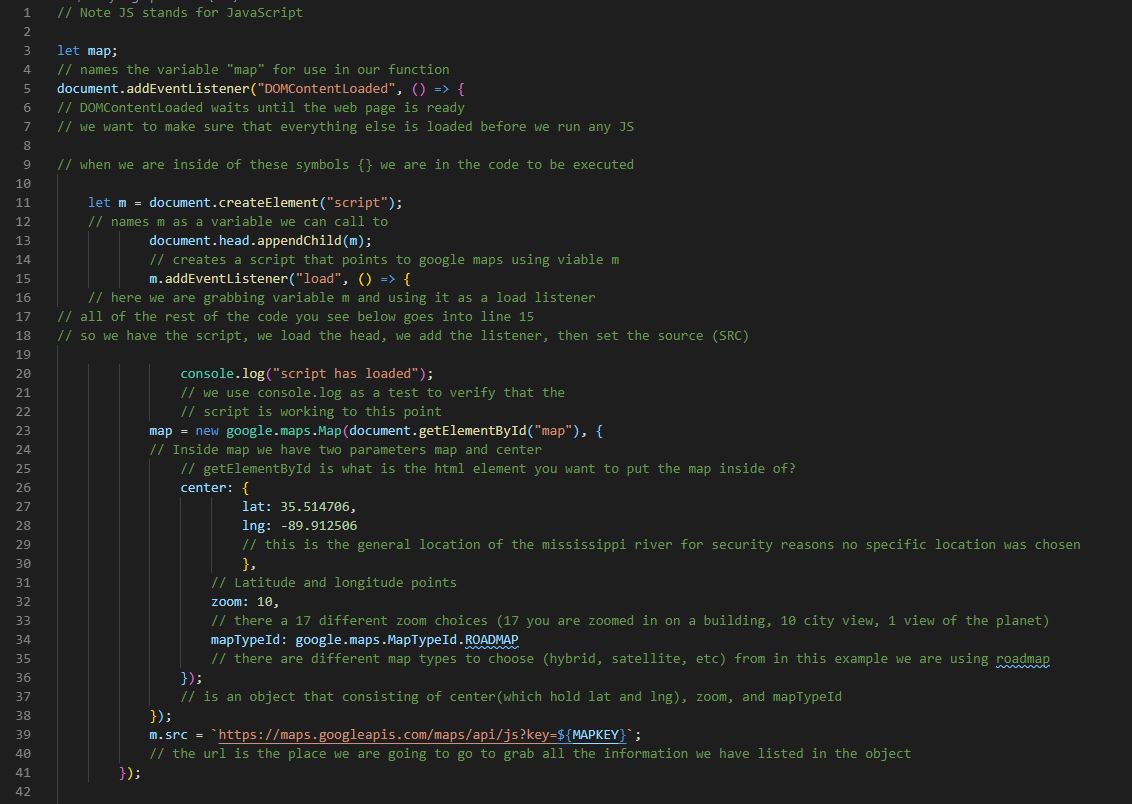 1 // Note JS stands for JavaScript
2
3 let map;
4 // names the variable "map" for use in our function
5 document.addEventListener("DOMContentLoaded", () => {
6 // DOMContentLoaded waits until the web page is ready
7 // we want to make sure that everything else is loaded before we run any JS
8
9 // when we are inside of these symbols {} we are in the code to be executed
10
11 let m = document.createElement("script");
12 // names m as a variable we can call to
13 document.head.appendChild(m);
14 // creates a script that points to google maps using viable m
15 m.addEventListener("load", () => {
16 // here we are grabbing variable m and using it as a load listener
17 // all of the rest of the code you see below goes into line 15
18 // so we have the script, we load the head, we add the listener, then set the source (SRC)
19
20 console.log("script has loaded");
21 // we use console.log as a test to verify that the
22 // script is working to this point
23 map = new google.maps.Map(document.getElementById("map"), {
24 // Inside map we have two parameters map and center
25 // getElementById is what is the html element you want to put the map inside of?
26 center: {
27 lat: 35.514706,
28 lng: -89.912506
29 // this is the general location of the mississippi river for security reasons no specific location was chosen
30 },
31 // Latitude and longitude points
32 zoom: 10,
33 // there a 17 different zoom choices (17 you are zoomed in on a building, 10 city view, 1 view of the planet)
34 mapTypeId: google.maps.MapTypeId.ROADMAP
35 // there are different map types to choose (hybrid, satellite, etc) from in this example we are using roadmap
36 });
37 // is an object that consisting of center(which hold lat and lng), zoom, and mapTypeId
38 });
39 m.src = `https://maps.googleapis.com/maps/api/js?key=${MAPKEY}`;
40 // the url is the place we are going to go to grab all the information we have listed in the object
41 });
42